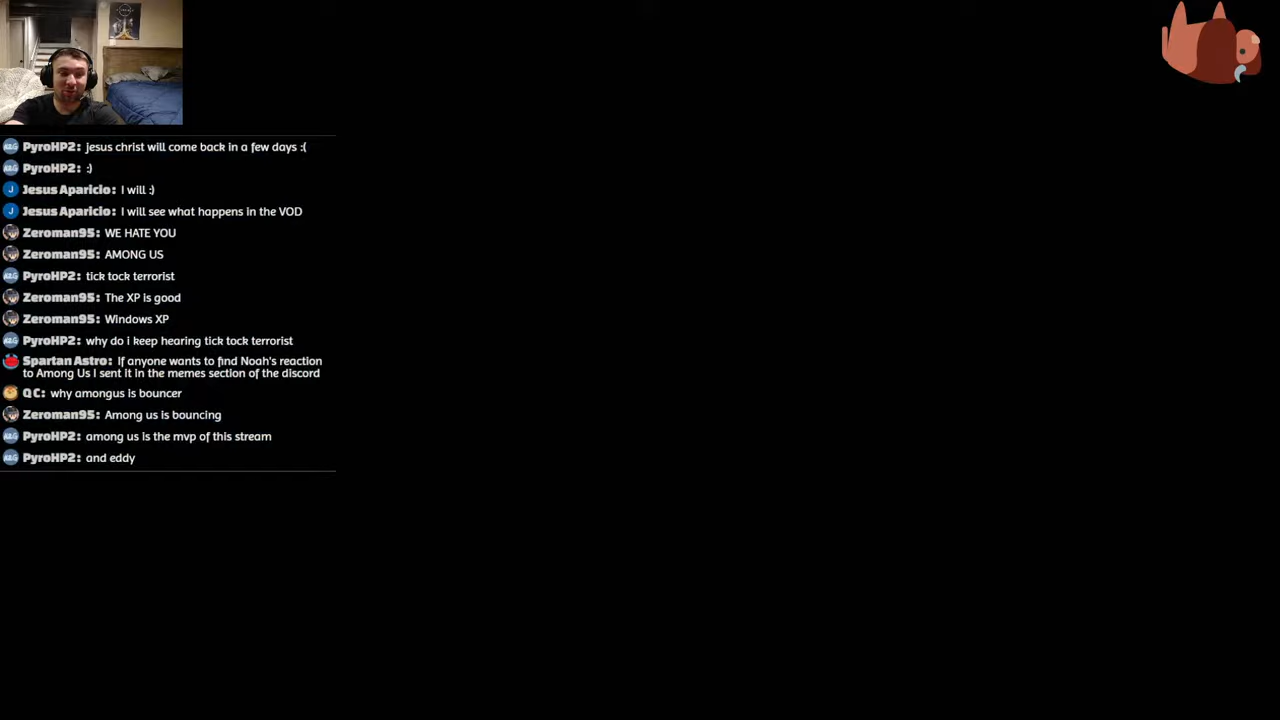 PyroHP2: jesus christ will come back in a few days :(
PyroHP2: :)
J Jesus Aparicio: I will :)
J Jesus Aparicio: I will see what happens in the VOD
Zeroman95: WE HATE YOU
Zeroman95: AMONG US
PyroHP2: tick tock terrorist
Zeroman95: The XP is good
Zeroman95: Windows XP
PyroHP2: why do i keep hearing tick tock terrorist
Spartan Astro: If anyone wants to find Noah's reaction
to Among Us I sent it in the memes section of the discord
Q C: why amongus is bouncer
Zeroman95: Among us is bouncing
PyroHP2: among us is the mvp of this stream
PyroHP2: and eddy